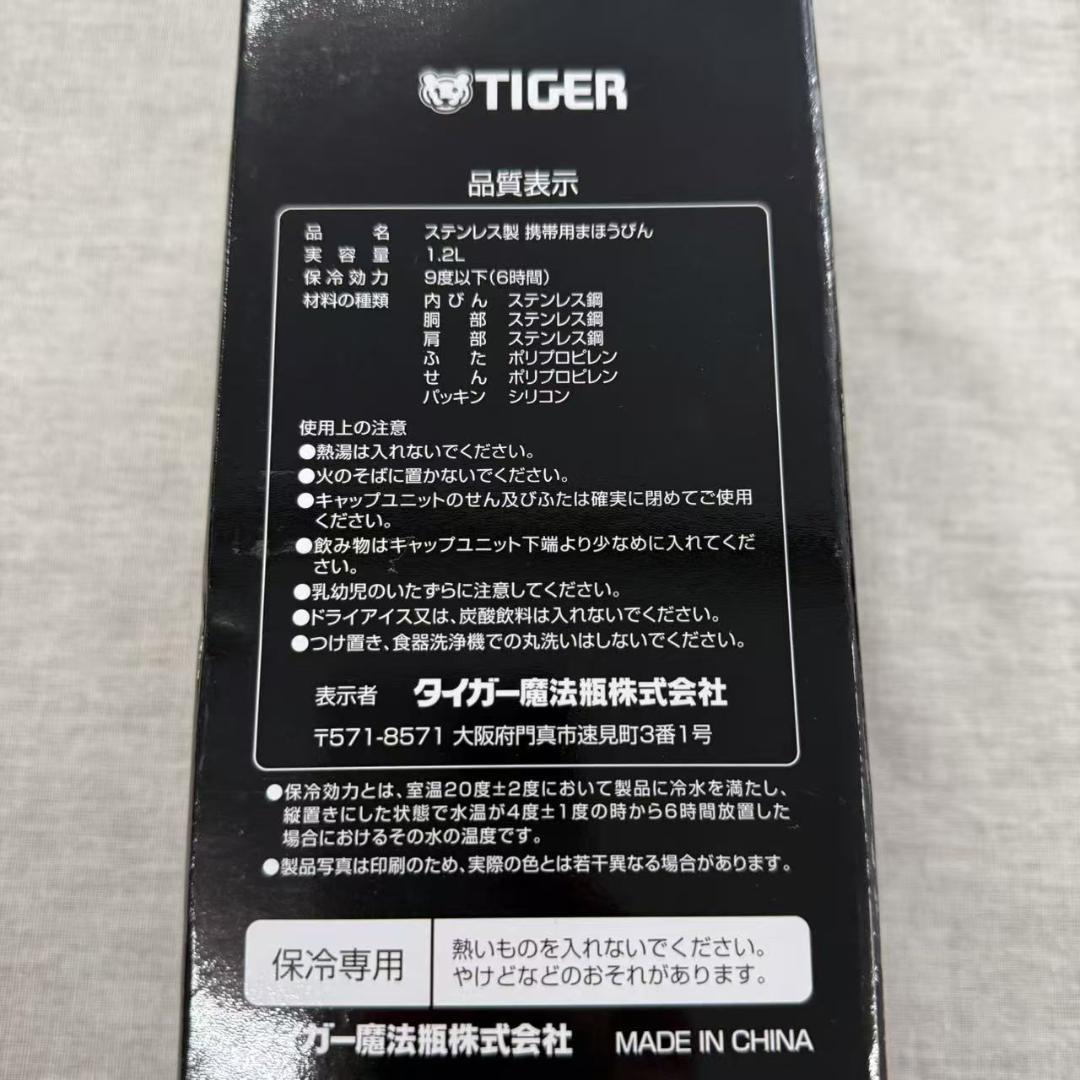 TIGER
品質表示
品名 ステンレス製 携帯用まほうびん
実容量 1.2L
保冷効力 9度以下(6時間)
材料の種類 内びん ステンレス鋼
胴部 ステンレス鋼
肩部 ステンレス鋼
ふた ポリプロピレン
せん ポリプロピレン
パッキン シリコン
使用上の注意
●熱湯は入れないでください。
●火のそばに置かないでください。
●キャップユニットのせん及びふたは確実に閉めてご使用
ください。
●飲み物はキャップユニット下端より少なめに入れてくだ
さい。
●乳幼児のいたずらに注意してください。
●ドライアイス又は、炭酸飲料は入れないでください。
●つけ置き、食器洗浄機での丸洗いはしないでください。
表示者 タイガー魔法瓶株式会社
〒571-8571 大阪府門真市速見町3番1号
●保冷効力とは、室温20度±2度において製品に冷水を満たし、
縦置きにした状態で水温が4度±1度の時から6時間放置した
場合におけるその水の温度です。
●製品写真は印刷のため、実際の色とは若干異なる場合があります。
保冷専用
熱いものを入れないでください。
やけどなどのおそれがあります。
ガー魔法瓶株式会社 MADE IN CHINA